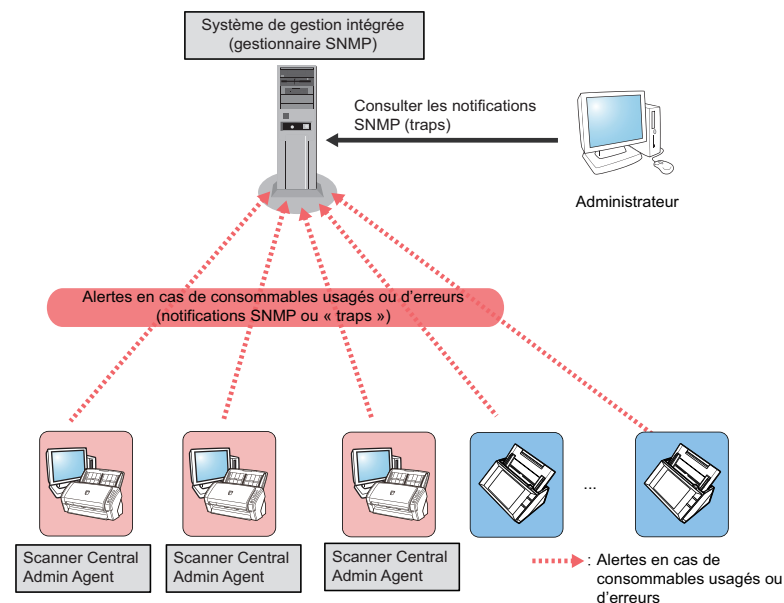 Système de gestion intégrée
(gestionnaire SNMP)
Consulter les notifications
SNMP (traps)
Administrateur
Alertes en cas de consommables usagés ou d'erreurs
(notifications SNMP ou « traps »)
...
Scanner Central
Admin Agent
Scanner Central
Admin Agent
Scanner Central
Admin Agent
: Alertes en cas de
consommables usagés ou
d'erreurs